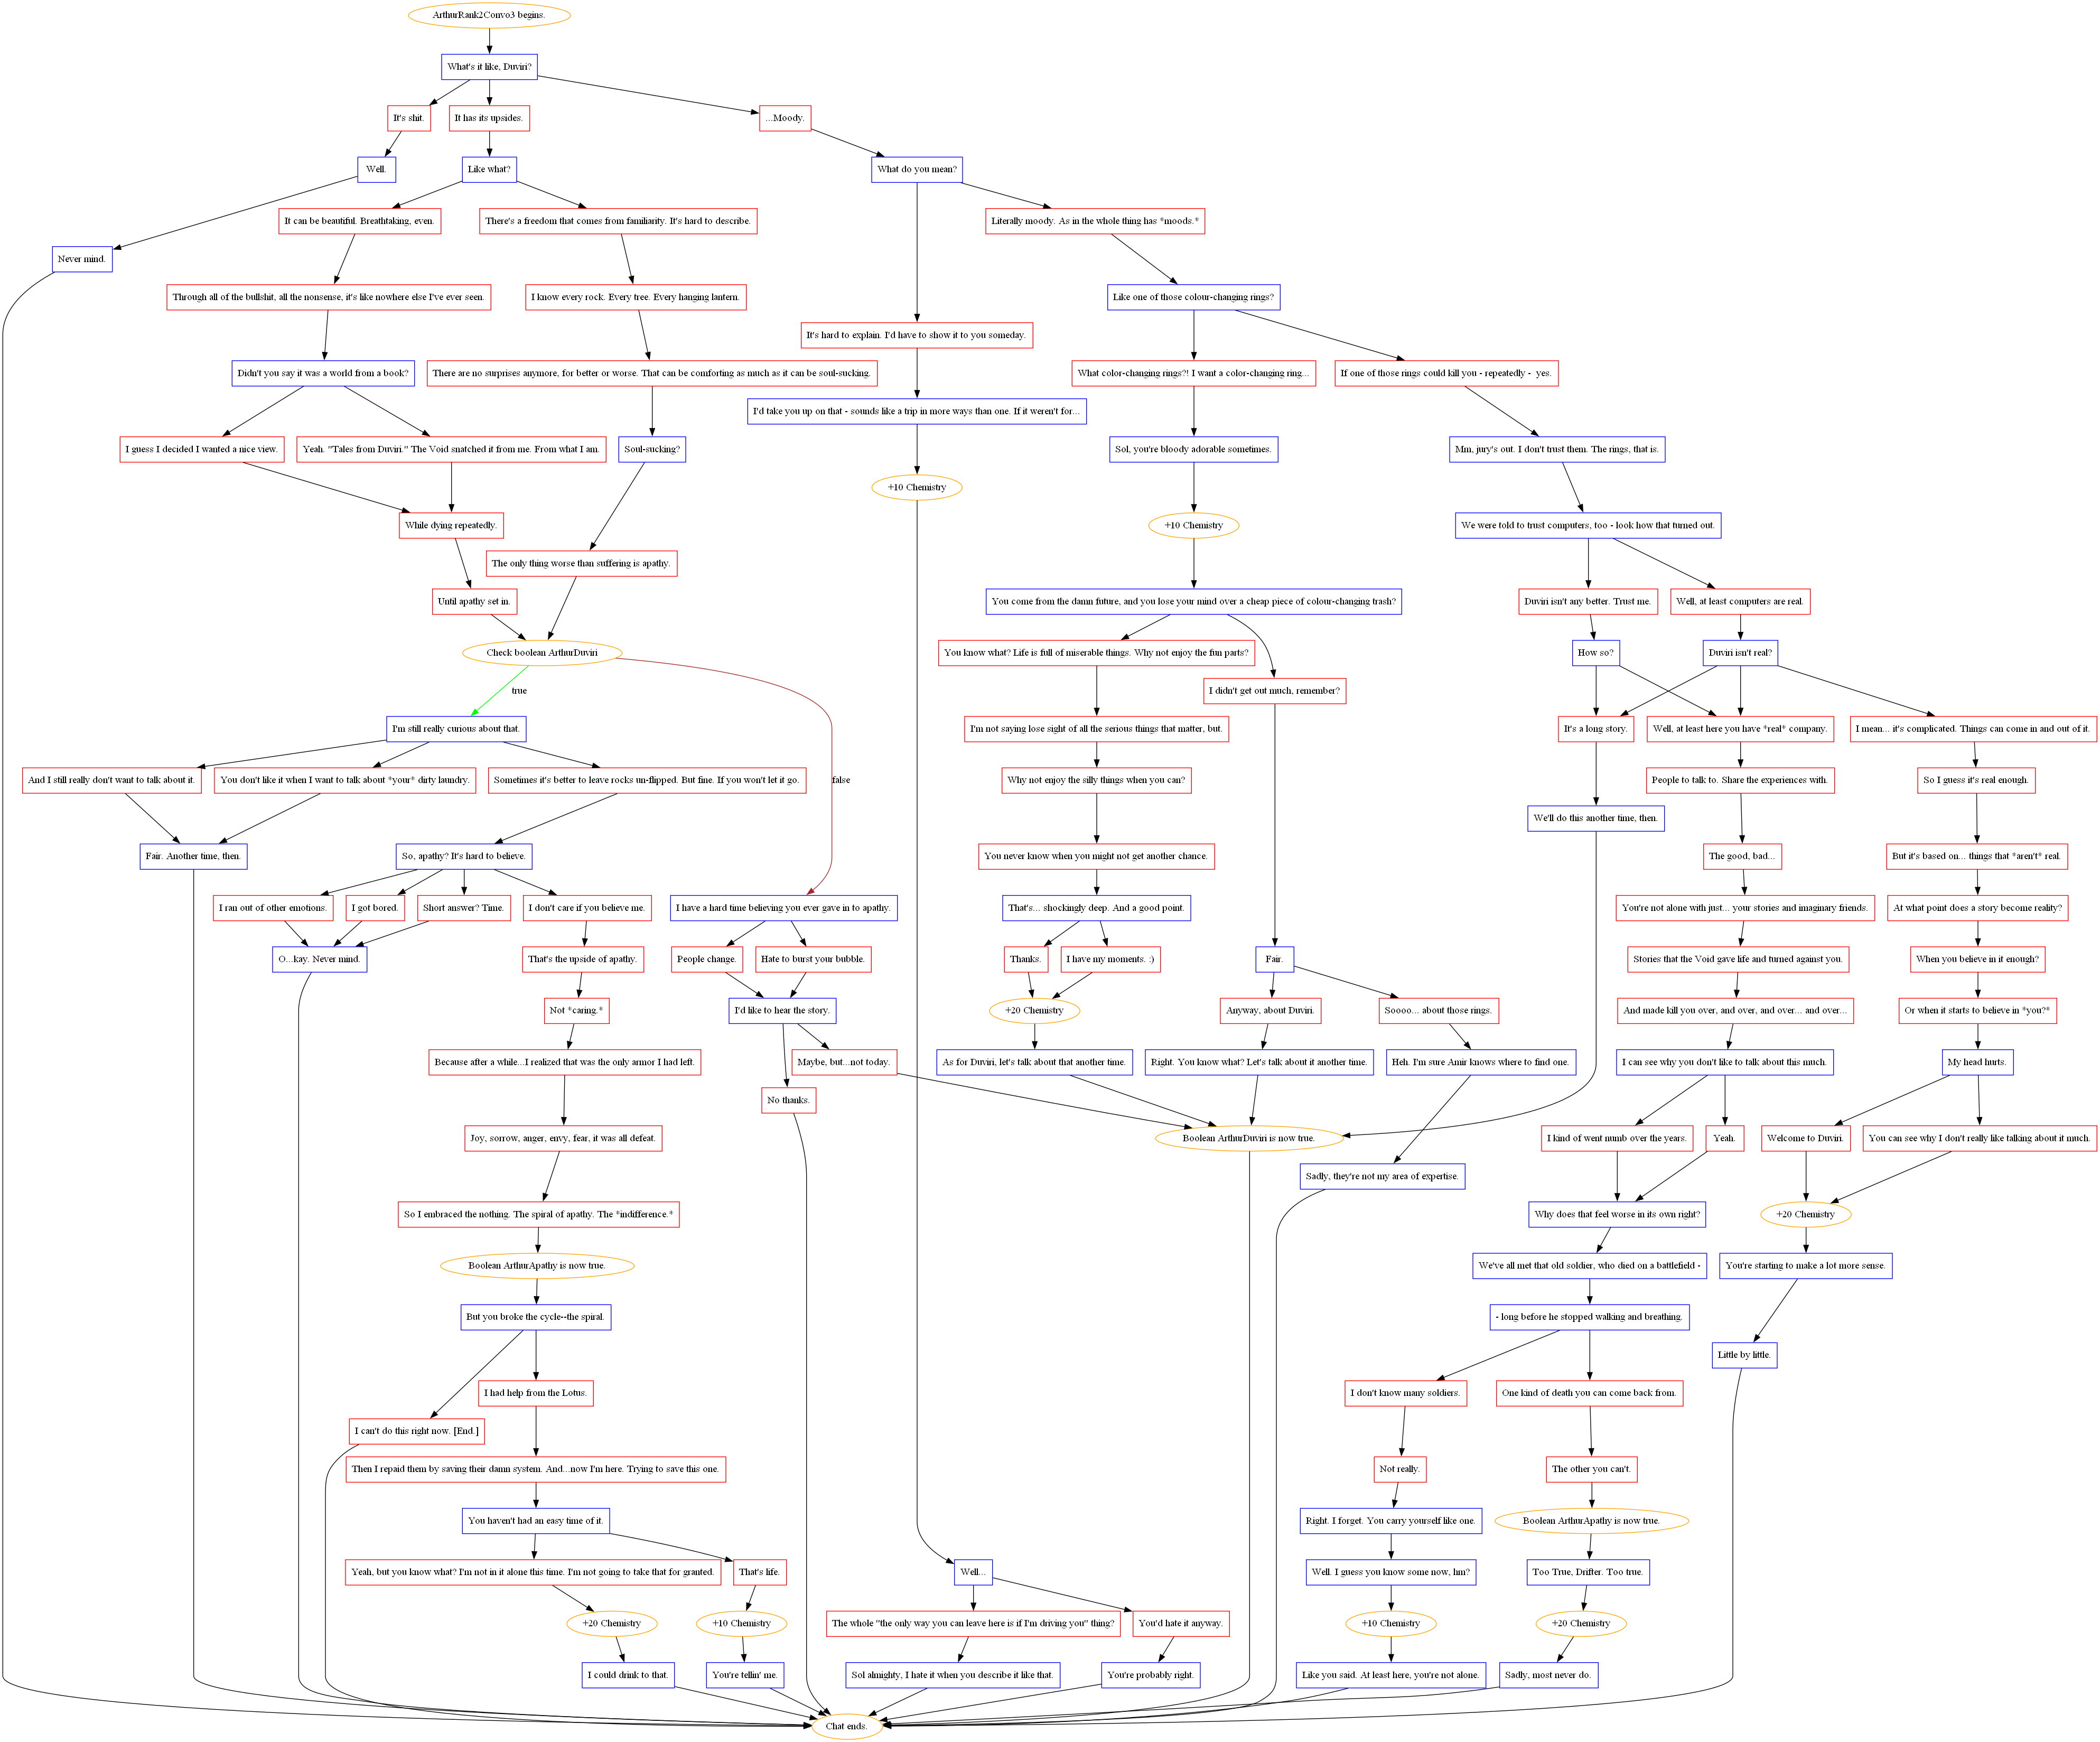 ArthurRank2Convo3 begins.
What's it like, Duviri?
It's shit.
It has its upsides.
...Moody.
Well.
Like what?
What do you mean?
It can be beautiful. Breathtaking, even.
There's a freedom that comes from familiarity. It's hard to describe.
Literally moody. As in the whole thing has *moods.*
Never mind.
Through all of the bullshit, all the nonsense, it's like nowhere else I've ever seen.
I know every rock. Every tree. Every hanging lantern.
Like one of those colour-changing rings?
It's hard to explain. I'd have to show it to you someday.
Didn't you say it was a world from a book?
There are no surprises anymore, for better or worse. That can be comforting as much as it can be soul-sucking.
What color-changing rings?! I want a color-changing ring...
If one of those rings could kill you - repeatedly -  yes.
I'd take you up on that - sounds like a trip in more ways than one. If it weren't for...
I guess I decided I wanted a nice view.
Yeah. "Tales from Duviri." The Void snatched it from me. From what I am.
Soul-sucking?
Sol, you're bloody adorable sometimes.
Mm, jury's out. I don't trust them. The rings, that is.
+10 Chemistry
While dying repeatedly.
+10 Chemistry
We were told to trust computers, too - look how that turned out.
The only thing worse than suffering is apathy.
Until apathy set in.
You come from the damn future, and you lose your mind over a cheap piece of colour-changing trash?
Duviri isn't any better. Trust me.
Well, at least computers are real.
Check boolean ArthurDuviri
You know what? Life is full of miserable things. Why not enjoy the fun parts?
How so?
Duviri isn't real?
true
I didn't get out much, remember?
I'm still really curious about that.
I'm not saying lose sight of all the serious things that matter, but.
It's a long story.
Well, at least here you have *real* company.
I mean... it's complicated. Things can come in and out of it.
And I still really don't want to talk about it.
You don't like it when I want to talk about *your* dirty laundry.
Sometimes it's better to leave rocks un-flipped. But fine. If you won't let it go.
false
Why not enjoy the silly things when you can?
People to talk to. Share the experiences with.
So I guess it's real enough.
We'll do this another time, then.
Fair. Another time, then.
So, apathy? It's hard to believe.
You never know when you might not get another chance.
The good, bad...
But it's based on... things that *aren't* real.
I ran out of other emotions.
I got bored.
Short answer? Time.
I don't care if you believe me.
I have a hard time believing you ever gave in to apathy.
That's... shockingly deep. And a good point.
You're not alone with just... your stories and imaginary friends.
At what point does a story become reality?
O...kay. Never mind.
That's the upside of apathy.
People change.
Hate to burst your bubble.
Thanks.
I have my moments. :)
Fair.
Stories that the Void gave life and turned against you.
When you believe in it enough?
Not *caring.*
I'd like to hear the story.
+20 Chemistry
Anyway, about Duviri.
Soooo... about those rings.
And made kill you over, and over, and over... and over...
Or when it starts to believe in *you?*
Because after a while...I realized that was the only armor I had left.
Maybe, but...not today.
As for Duviri, let's talk about that another time.
Right. You know what? Let's talk about it another time.
Heh. I'm sure Amir knows where to find one.
I can see why you don't like to talk about this much.
My head hurts.
No thanks.
Joy, sorrow, anger, envy, fear, it was all defeat.
Boolean ArthurDuviri is now true.
I kind of went numb over the years.
Yeah.
Welcome to Duviri.
You can see why I don't really like talking about it much.
Sadly, they're not my area of expertise.
So I embraced the nothing. The spiral of apathy. The *indifference.*
Why does that feel worse in its own right?
+20 Chemistry
Boolean ArthurApathy is now true.
We've all met that old soldier, who died on a battlefield -
You're starting to make a lot more sense.
But you broke the cycle--the spiral.
- long before he stopped walking and breathing.
Little by little.
I had help from the Lotus.
I don't know many soldiers.
One kind of death you can come back from.
I can't do this right now. [End.]
Then I repaid them by saving their damn system. And...now I'm here. Trying to save this one.
Not really.
The other you can't.
You haven't had an easy time of it.
Right. I forget. You carry yourself like one.
Boolean ArthurApathy is now true.
Yeah, but you know what? I'm not in it alone this time. I'm not going to take that for granted.
That's life.
Well...
Well. I guess you know some now, hm?
Too True, Drifter. Too true.
+20 Chemistry
+10 Chemistry
The whole "the only way you can leave here is if I'm driving you" thing?
You'd hate it anyway.
+10 Chemistry
+20 Chemistry
I could drink to that.
You're tellin' me.
Sol almighty, I hate it when you describe it like that.
You're probably right.
Like you said. At least here, you're not alone.
Sadly, most never do.
Chat ends.